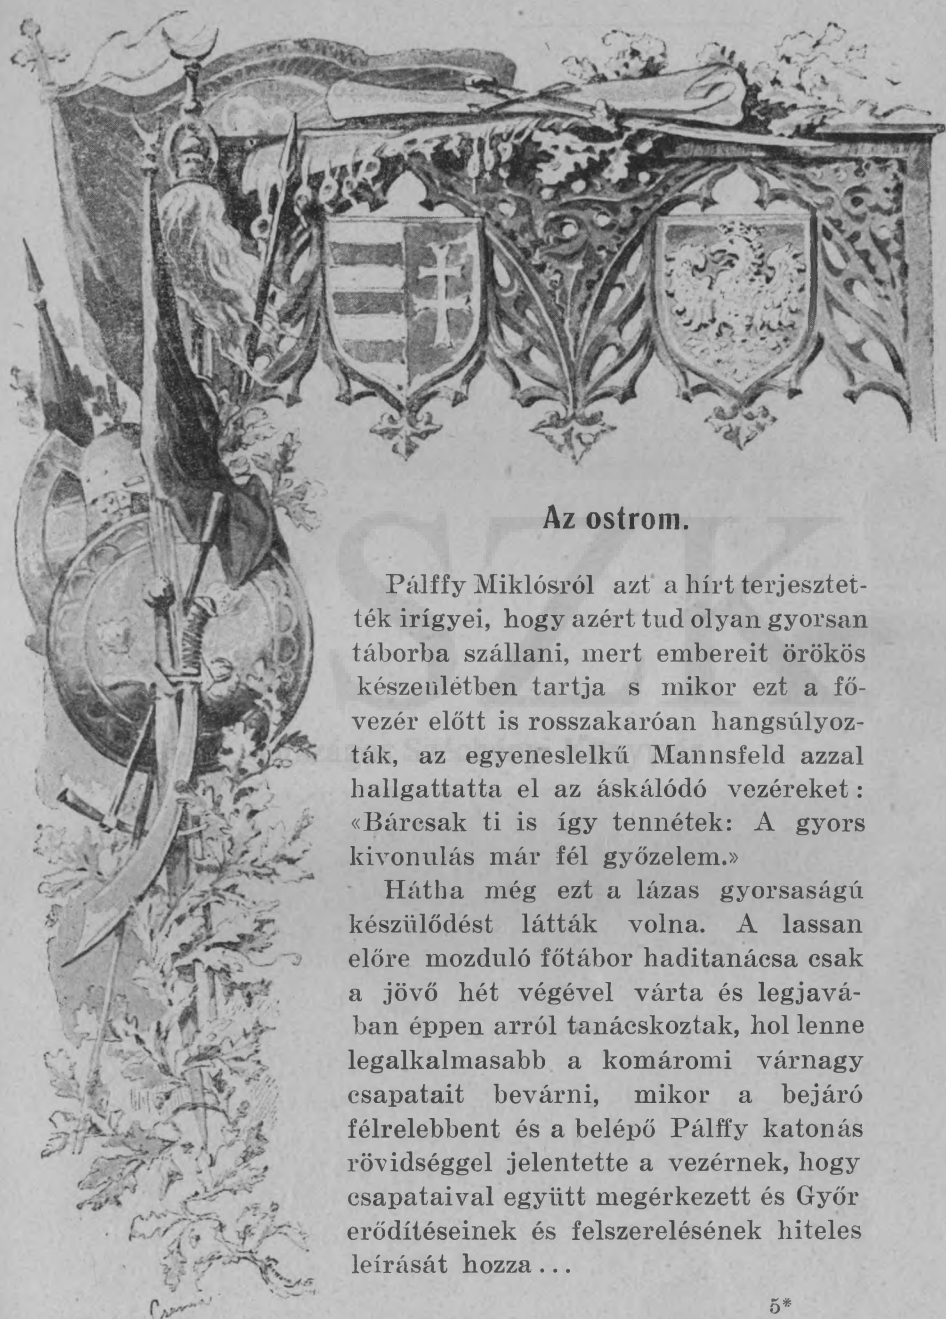 Az ostrom.
Pálffy Miklósról azt a hírt terjesztet-
ték irígyei, hogy azért tud olyan gyorsan
táborba szállani, mert embereit örökös
készenlétben tartja s mikor ezt a fő-
vezér előtt is rosszakaróan hangsúlyoz-
ták, az egyeneslelkű Mannsfeld azzal
hallgattatta el az áskálódó vezéreket:
«Bárcsak ti is így tennétek: A gyors
kivonulás már fél győzelem.»
Hátha még ezt a lázas gyorsaságú
készülődést látták volna. A lassan
előre mozduló főtábor haditanácsa csak
a jövő hét végével várta és legjavá-
ban éppen arról tanácskoztak, hol lenne
legalkalmasabb a komáromi várnagy
csapatait bevárni, mikor a bejáró
félrelebbent és a belépő Pálffy katonás
rövidséggel jelentette a vezérnek, hogy
csapataival együtt megérkezett és Győr
erődítéseinek és felszerelésének hiteles
leírását hozza...
5*